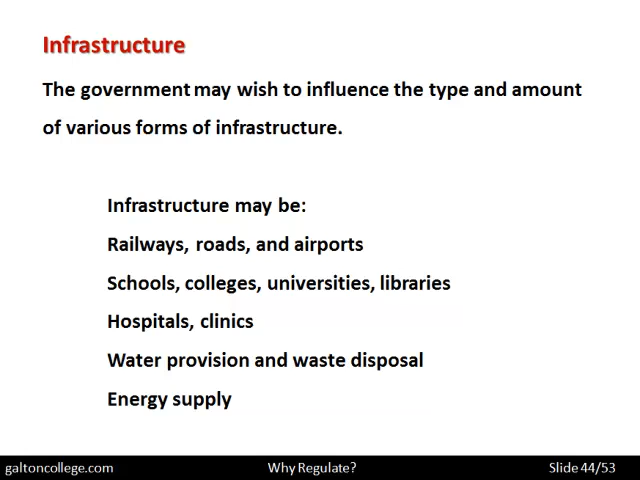 Infrastructure
The government may wish to influence the type and amount
of various forms of infrastructure.
Infrastructure may be:
Railways, roads, and airports
Schools, colleges, universities, libraries
Hospitals, clinics
Water provision and waste disposal
Energy supply
galtoncollege.com Why Regulate? Slide 44/53